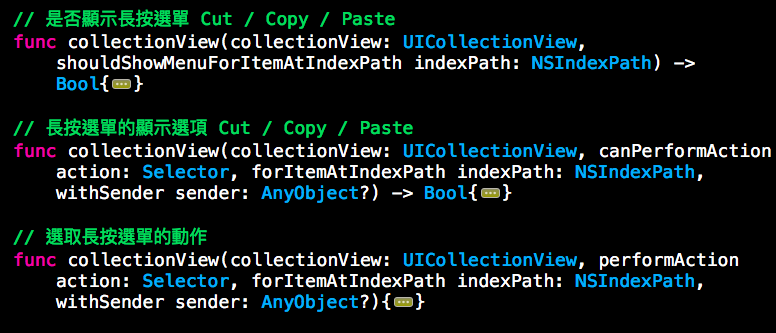 // 是否顯示長按選單 Cut / Copy / Paste
func collectionView(collectionView: UICollectionView,
shouldShowMenuForItemAtIndexPath indexPath: NSIndexPath) ->
Bool{...}
// 長按選單的顯示選項 Cut / Copy / Paste
func collectionView(collectionView: UICollectionView, canPerformAction
action: Selector, forItemAtIndexPath indexPath: NSIndexPath,
withSender sender: AnyObject?) -> Bool{...}
// 選取長按選單的動作
func collectionView(collectionView: UICollectionView, performAction
action: Selector, forItemAtIndexPath indexPath: NSIndexPath,
withSender sender: AnyObject?){...}